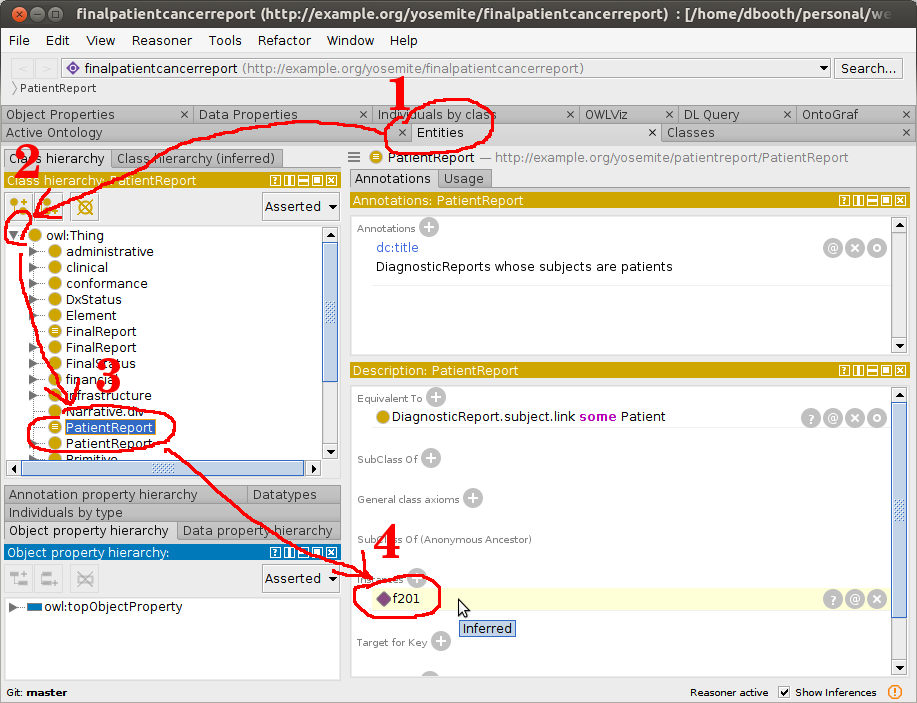 finalpatientcancerreport (http://example.org/yosemite/finalpatientcancerreport) : [/home/dbooth/personal/we
File Edit View Reasoner Tools Refactor Window Help
finalpatientcancerreport (http://example.org/yosemite/finalpatientcancerreport) Search...
PatientReport
1
Object Properties Data Properties Individuals by class OWLViz DL Query OntoGraf
Active Ontology Entities Classes
2
Class hierarchy Class hierarchy (inferred)
PatientReport — http://example.org/yosemite/patientreport/PatientReport
Class hierarchy: PatientReport
Annotations Usage
Asserted
Annotations: PatientReport
owl:Thing
administrative
clinical
conformance
DxStatus
Element
FinalReport
FinalReport
FinalStatus
financial
infrastructure
Narrative.div
PatientReport
PatientReport
Primitive
3
Annotations
dc:title
DiagnosticReports whose subjects are patients
Description: PatientReport
Equivalent To
DiagnosticReport.subject.link some Patient
SubClass Of
General class axioms
SubClass Of (Anonymous Ancestor)
4
Instances
f201
Inferred
Target for Key
Annotation property hierarchy Datatypes
Individuals by type
Object property hierarchy Data property hierarchy
Object property hierarchy:
Asserted
owl:topObjectProperty
Git: master Reasoner active Show Inferences